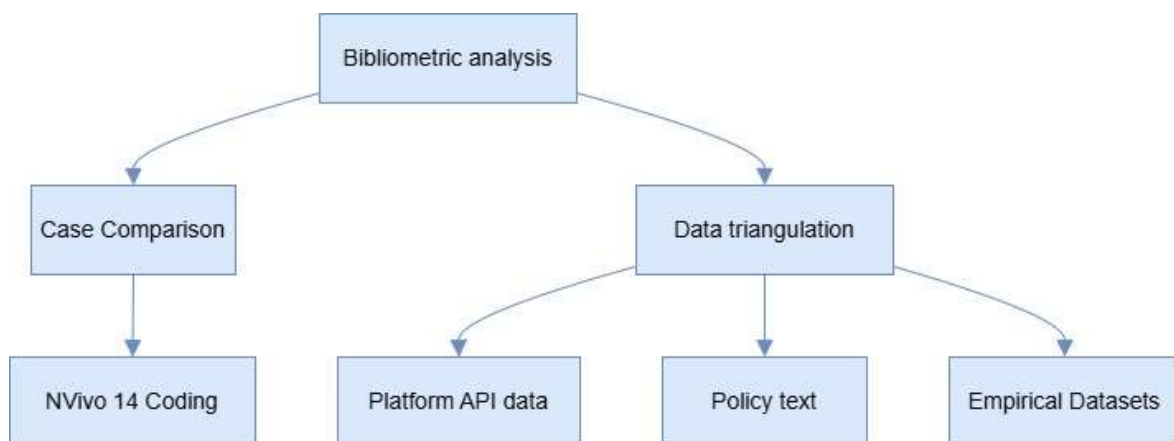 Bibliometric analysis
Case Comparison
Data triangulation
NVivo 14 Coding
Platform API data
Policy text
Empirical Datasets